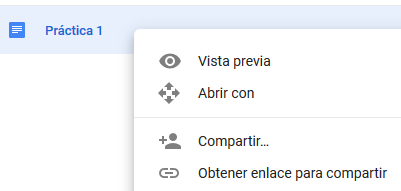 Práctica 1
Vista previa
Abrir con
Compartir...
Obtener enlace para compartir